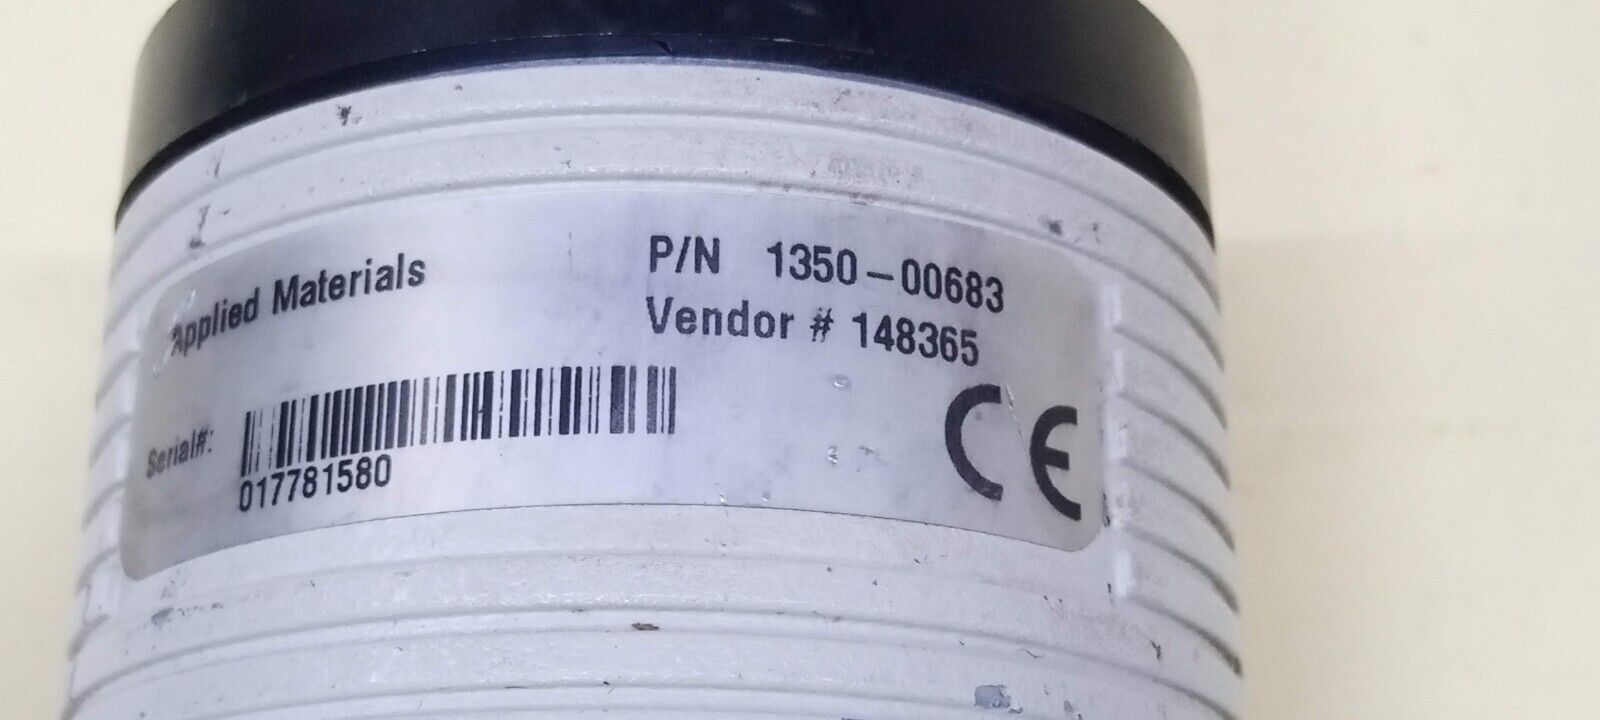 Applied Materials
P/N 1350-00683
Vendor # 148365
Serial#:
017781580
CE